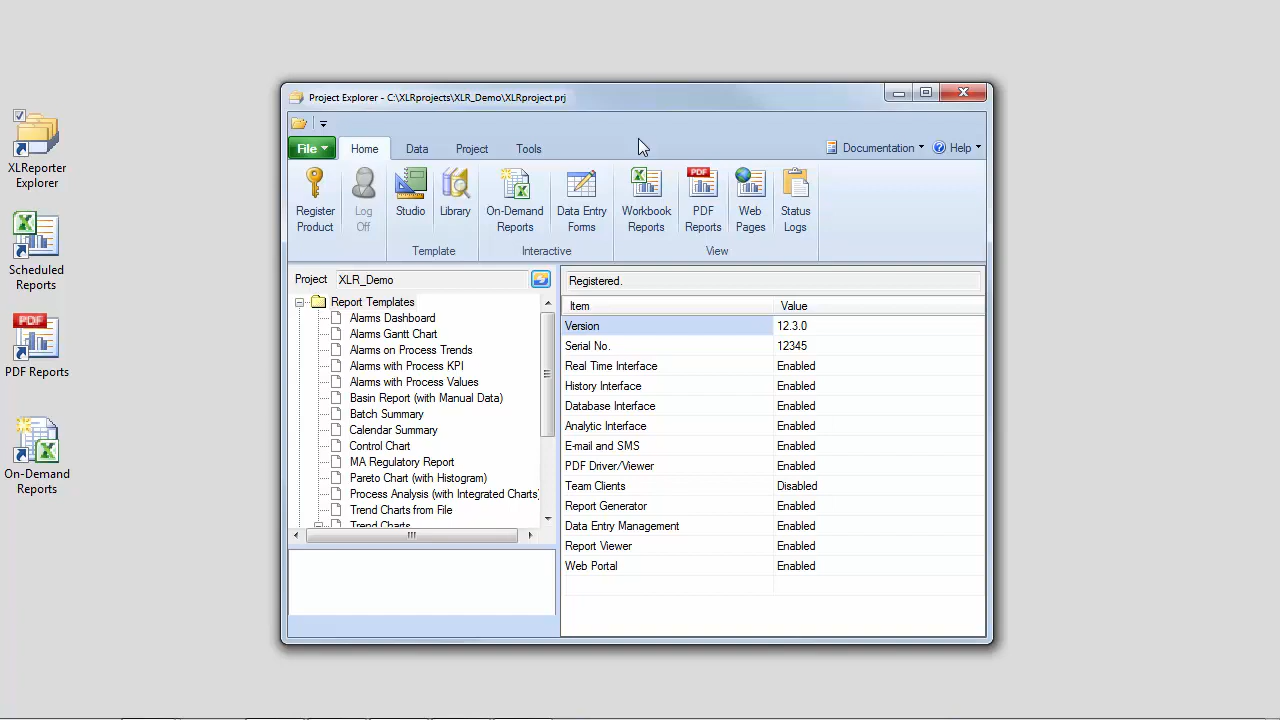 XLReporter
Explorer
Scheduled
Reports
PDF
PDF Reports
On-Demand
Reports
Project Explorer - C:\XLRprojects\XLR_Demo\XLRproject.prj
File Home Data Project Tools Documentation Help
Register
Product
Log
Off
Studio
Library
On-Demand
Reports
Data Entry
Forms
Workbook
Reports
PDF
PDF
Reports
Web
Pages
Status
Logs
Template Interactive View
Project XLR_Demo
Report Templates
Alarms Dashboard
Alarms Gantt Chart
Alarms on Process Trends
Alarms with Process KPI
Alarms with Process Values
Basin Report (with Manual Data)
Batch Summary
Calendar Summary
Control Chart
MA Regulatory Report
Pareto Chart (with Histogram)
Process Analysis (with Integrated Charts)
Trend Charts from File
Trend Charts
Registered.
Item Value
Version 12.3.0
Serial No. 12345
Real Time Interface Enabled
History Interface Enabled
Database Interface Enabled
Analytic Interface Enabled
E-mail and SMS Enabled
PDF Driver/Viewer Enabled
Team Clients Disabled
Report Generator Enabled
Data Entry Management Enabled
Report Viewer Enabled
Web Portal Enabled